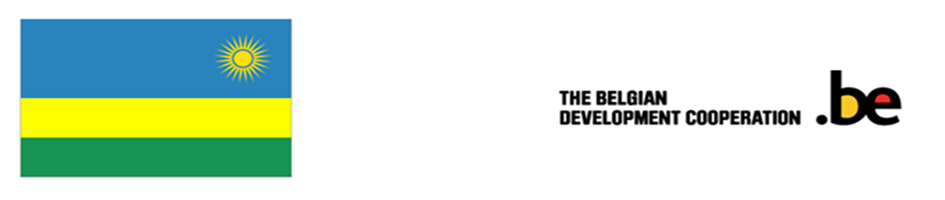 THE BELGIAN
DEVELOPMENT COOPERATION .be